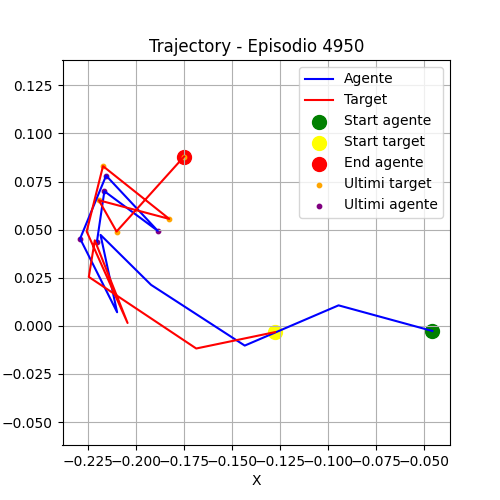 Trajectory - Episodio 4950
Agente
Target
Start agente
Start target
End agente
Ultimi target
Ultimi agente
0.125
0.100
0.075
0.050
0.025
0.000
−0.025
−0.050
−0.225 −0.200 −0.175 −0.150 −0.125 −0.100 −0.075 −0.050
X